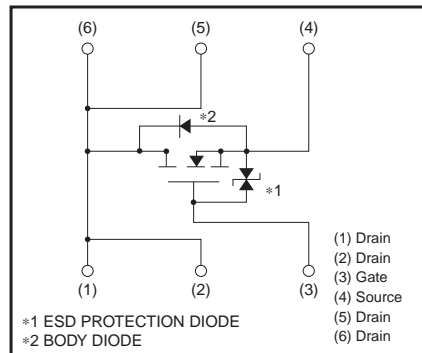 (6) (5) (4)
∗2
∗1
(1) (2) (3)
(1) Drain
(2) Drain
(3) Gate
(4) Source
(5) Drain
(6) Drain
∗1 ESD PROTECTION DIODE
∗2 BODY DIODE